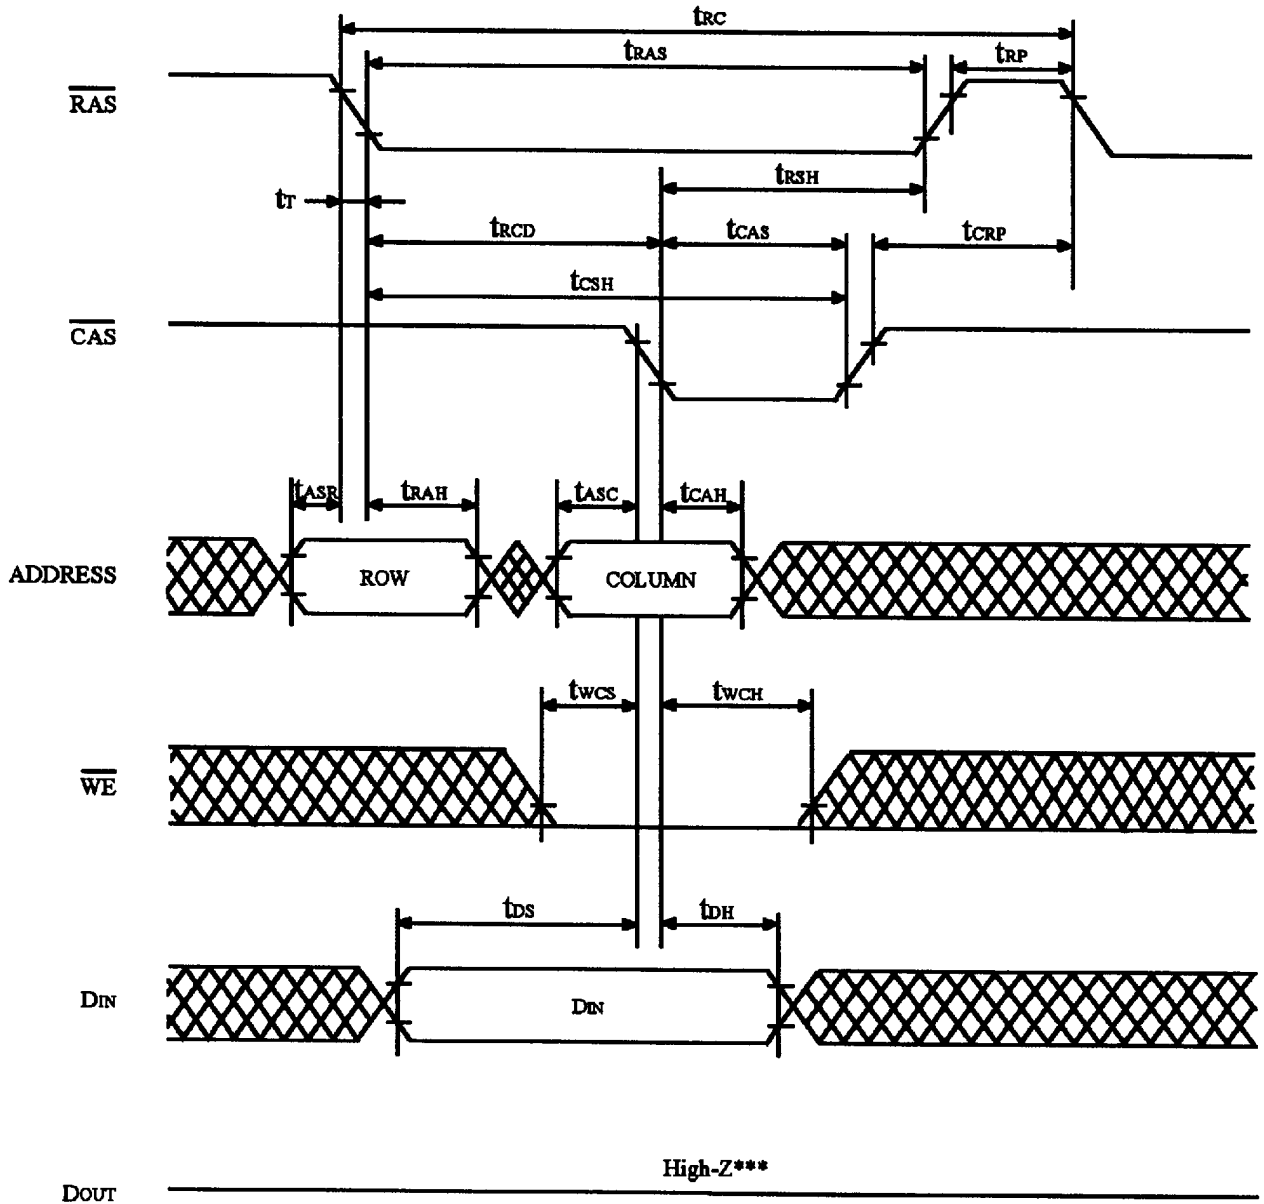 tRC
tRAS
tRP
RAS
tRSH
tT
tRCD
tCAS
tCRP
tCSH
CAS
tASR
tRAH
tASC
tCAH
ADDRESS
ROW
COLUMN
tWCS
tWCH
WE
tDS
tDH
DIN
DIN
High-Z***
DOUT